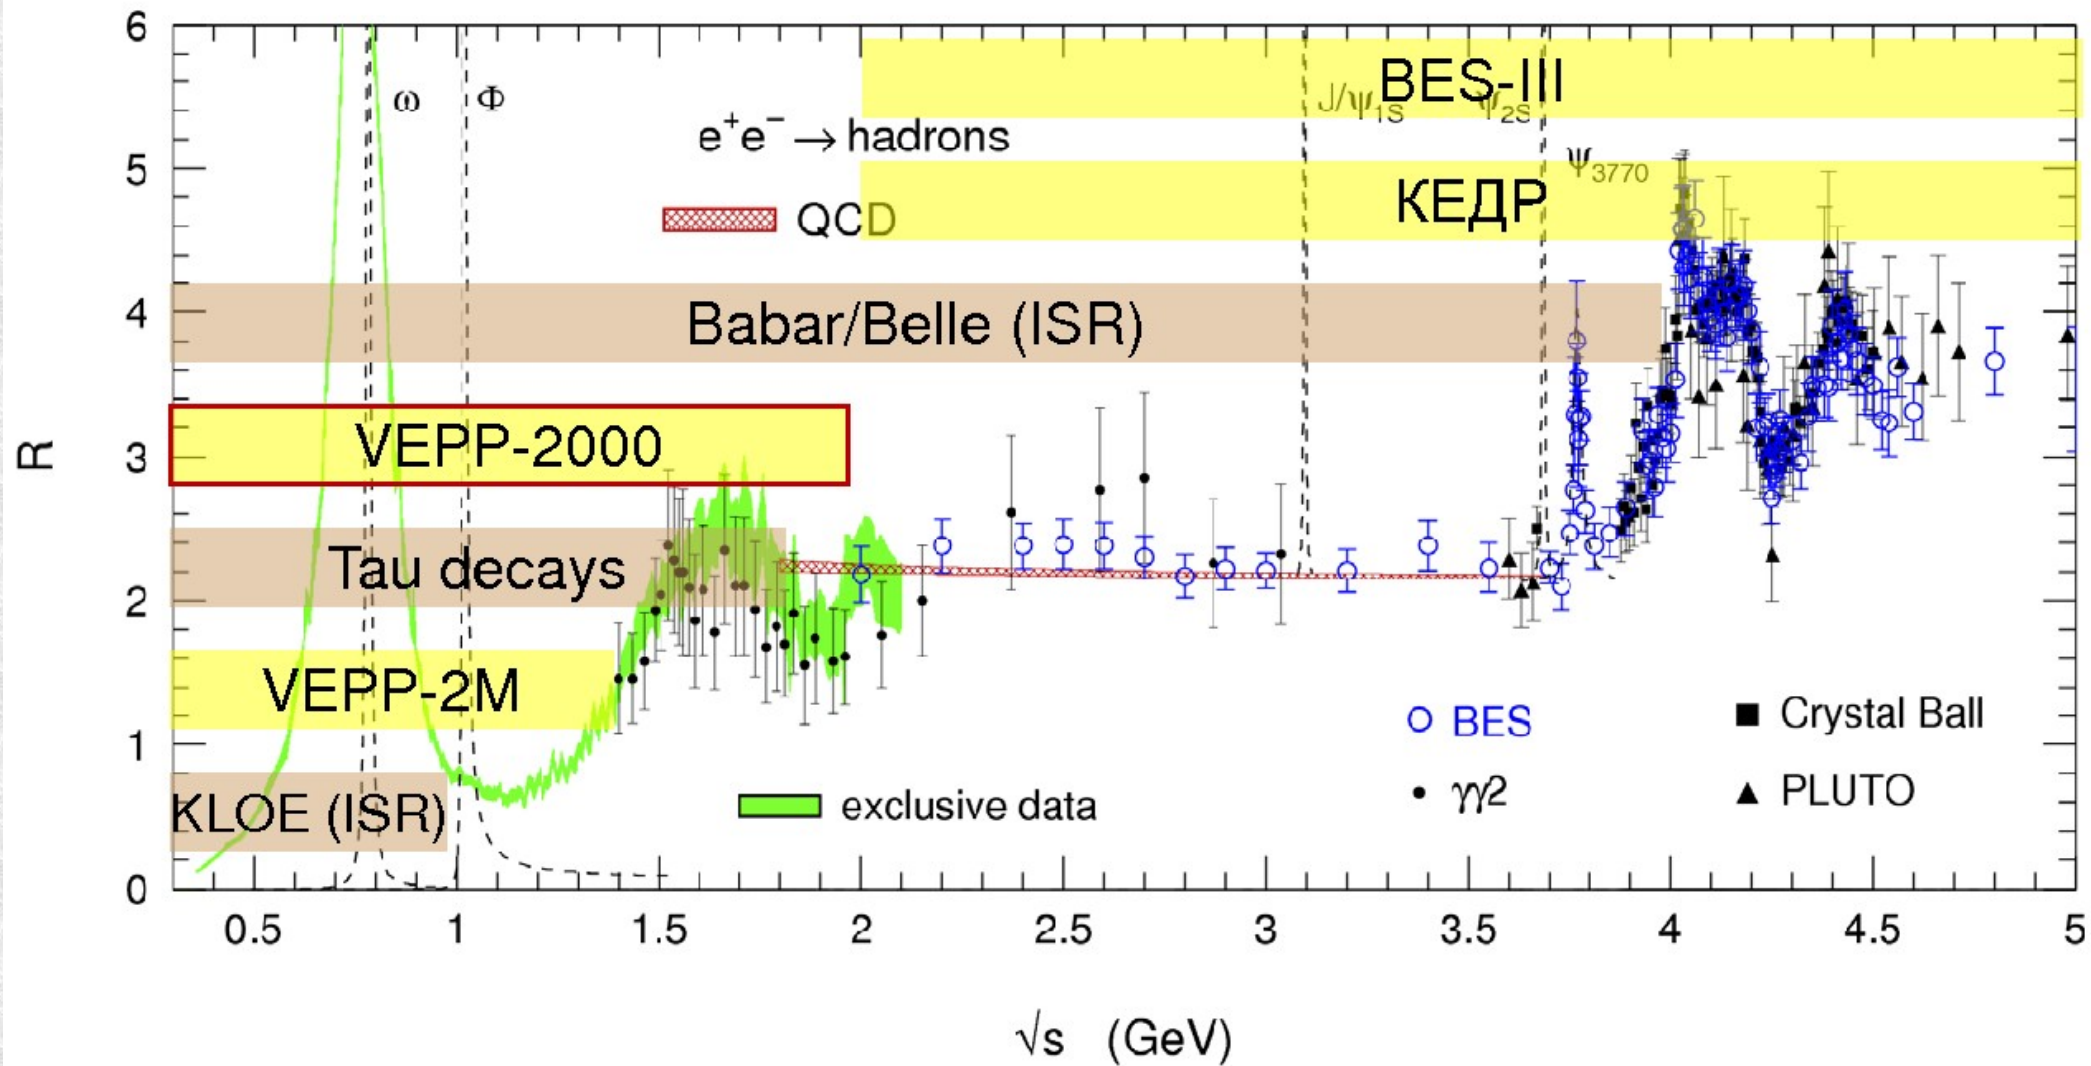 6
BES-III
ω Φ
J/ψ1S ψ2S
e+e− → hadrons
5
ψ3770
КЕДР
QCD
4
Babar/Belle (ISR)
R
3
VEPP-2000
Tau decays
2
VEPP-2M
BES
Crystal Ball
1
KLOE (ISR)
exclusive data
γγ2
PLUTO
0
0.5 1 1.5 2 2.5 3 3.5 4 4.5 5
√s (GeV)